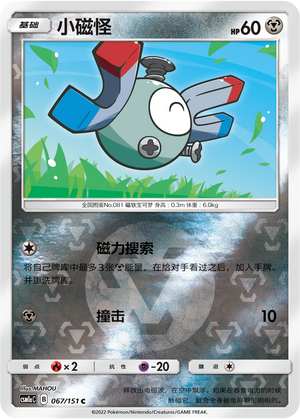 基础 小磁怪 HP60
全国图鉴No.081 磁铁宝可梦 身高：0.3m 体重：6.0kg
磁力搜索
将自己牌库中最多3张能量，在给对手看过之后，加入手牌。
并重洗牌库。
撞击 10
弱点 ×2 抗性 -20 撤退
Illus. MAHOU
csm1aC B 067/151 C
©2022 Pokémon/Nintendo/Creatures/GAME FREAK.